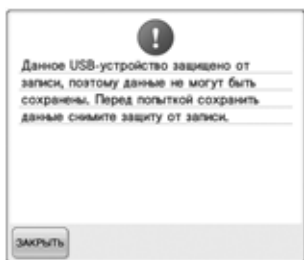 Данное USB-устройство защищено от
записи, поэтому данные не могут быть
сохранены. Перед попыткой сохранить
данные снимите защиту от записи.
ЗАКРЫТЬ